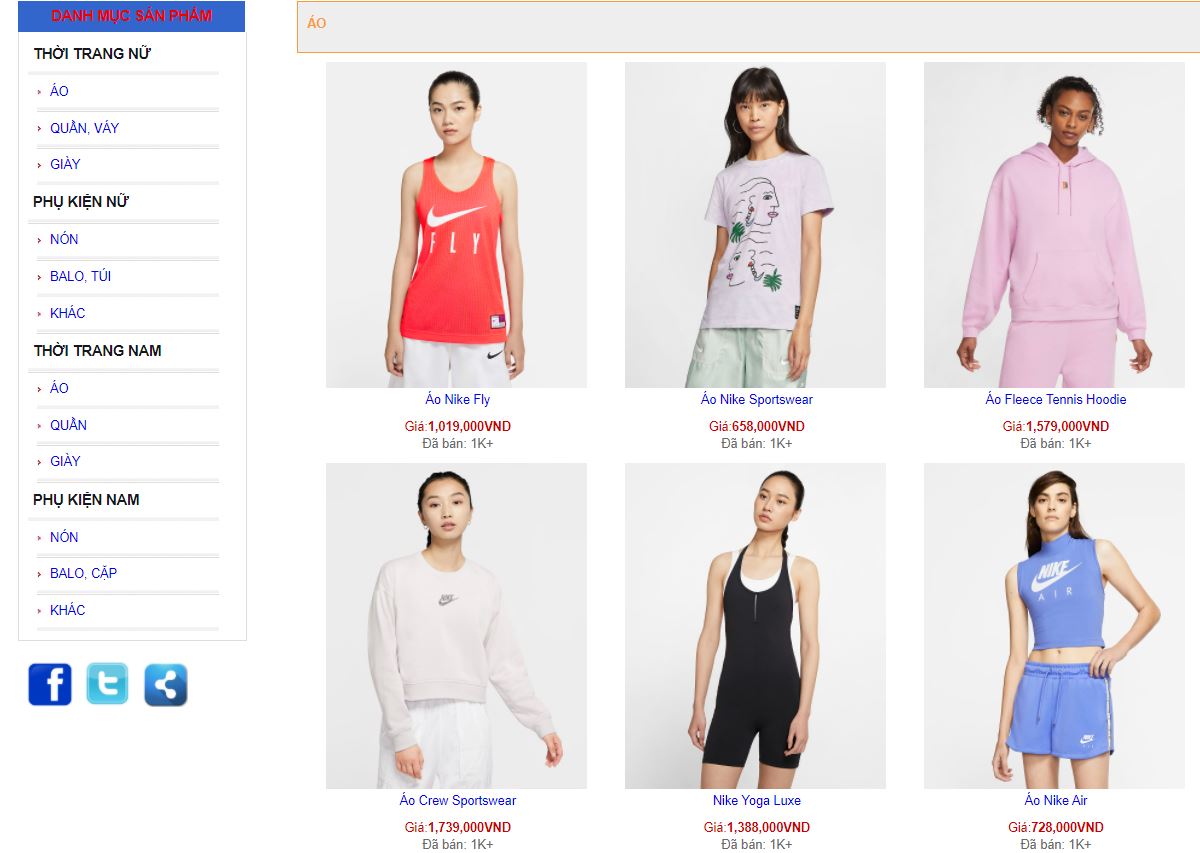 DANH MỤC SẢN PHẨM
THỜI TRANG NỮ
ÁO
QUẦN, VÁY
GIÀY
PHỤ KIỆN NỮ
NÓN
BALO, TÚI
KHÁC
THỜI TRANG NAM
ÁO
QUẦN
GIÀY
PHỤ KIỆN NAM
NÓN
BALO, CẶP
KHÁC
ÁO
FLY
Áo Nike Fly
Giá:1,019,000VND
Đã bán: 1K+
Áo Nike Sportswear
Giá:658,000VND
Đã bán: 1K+
Áo Fleece Tennis Hoodie
Giá:1,579,000VND
Đã bán: 1K+
NIKE
Áo Crew Sportswear
Giá:1,739,000VND
Đã bán: 1K+
Nike Yoga Luxe
Giá:1,388,000VND
Đã bán: 1K+
NIKE
AIR
NIKE
Áo Nike Air
Giá:728,000VND
Đã bán: 1K+